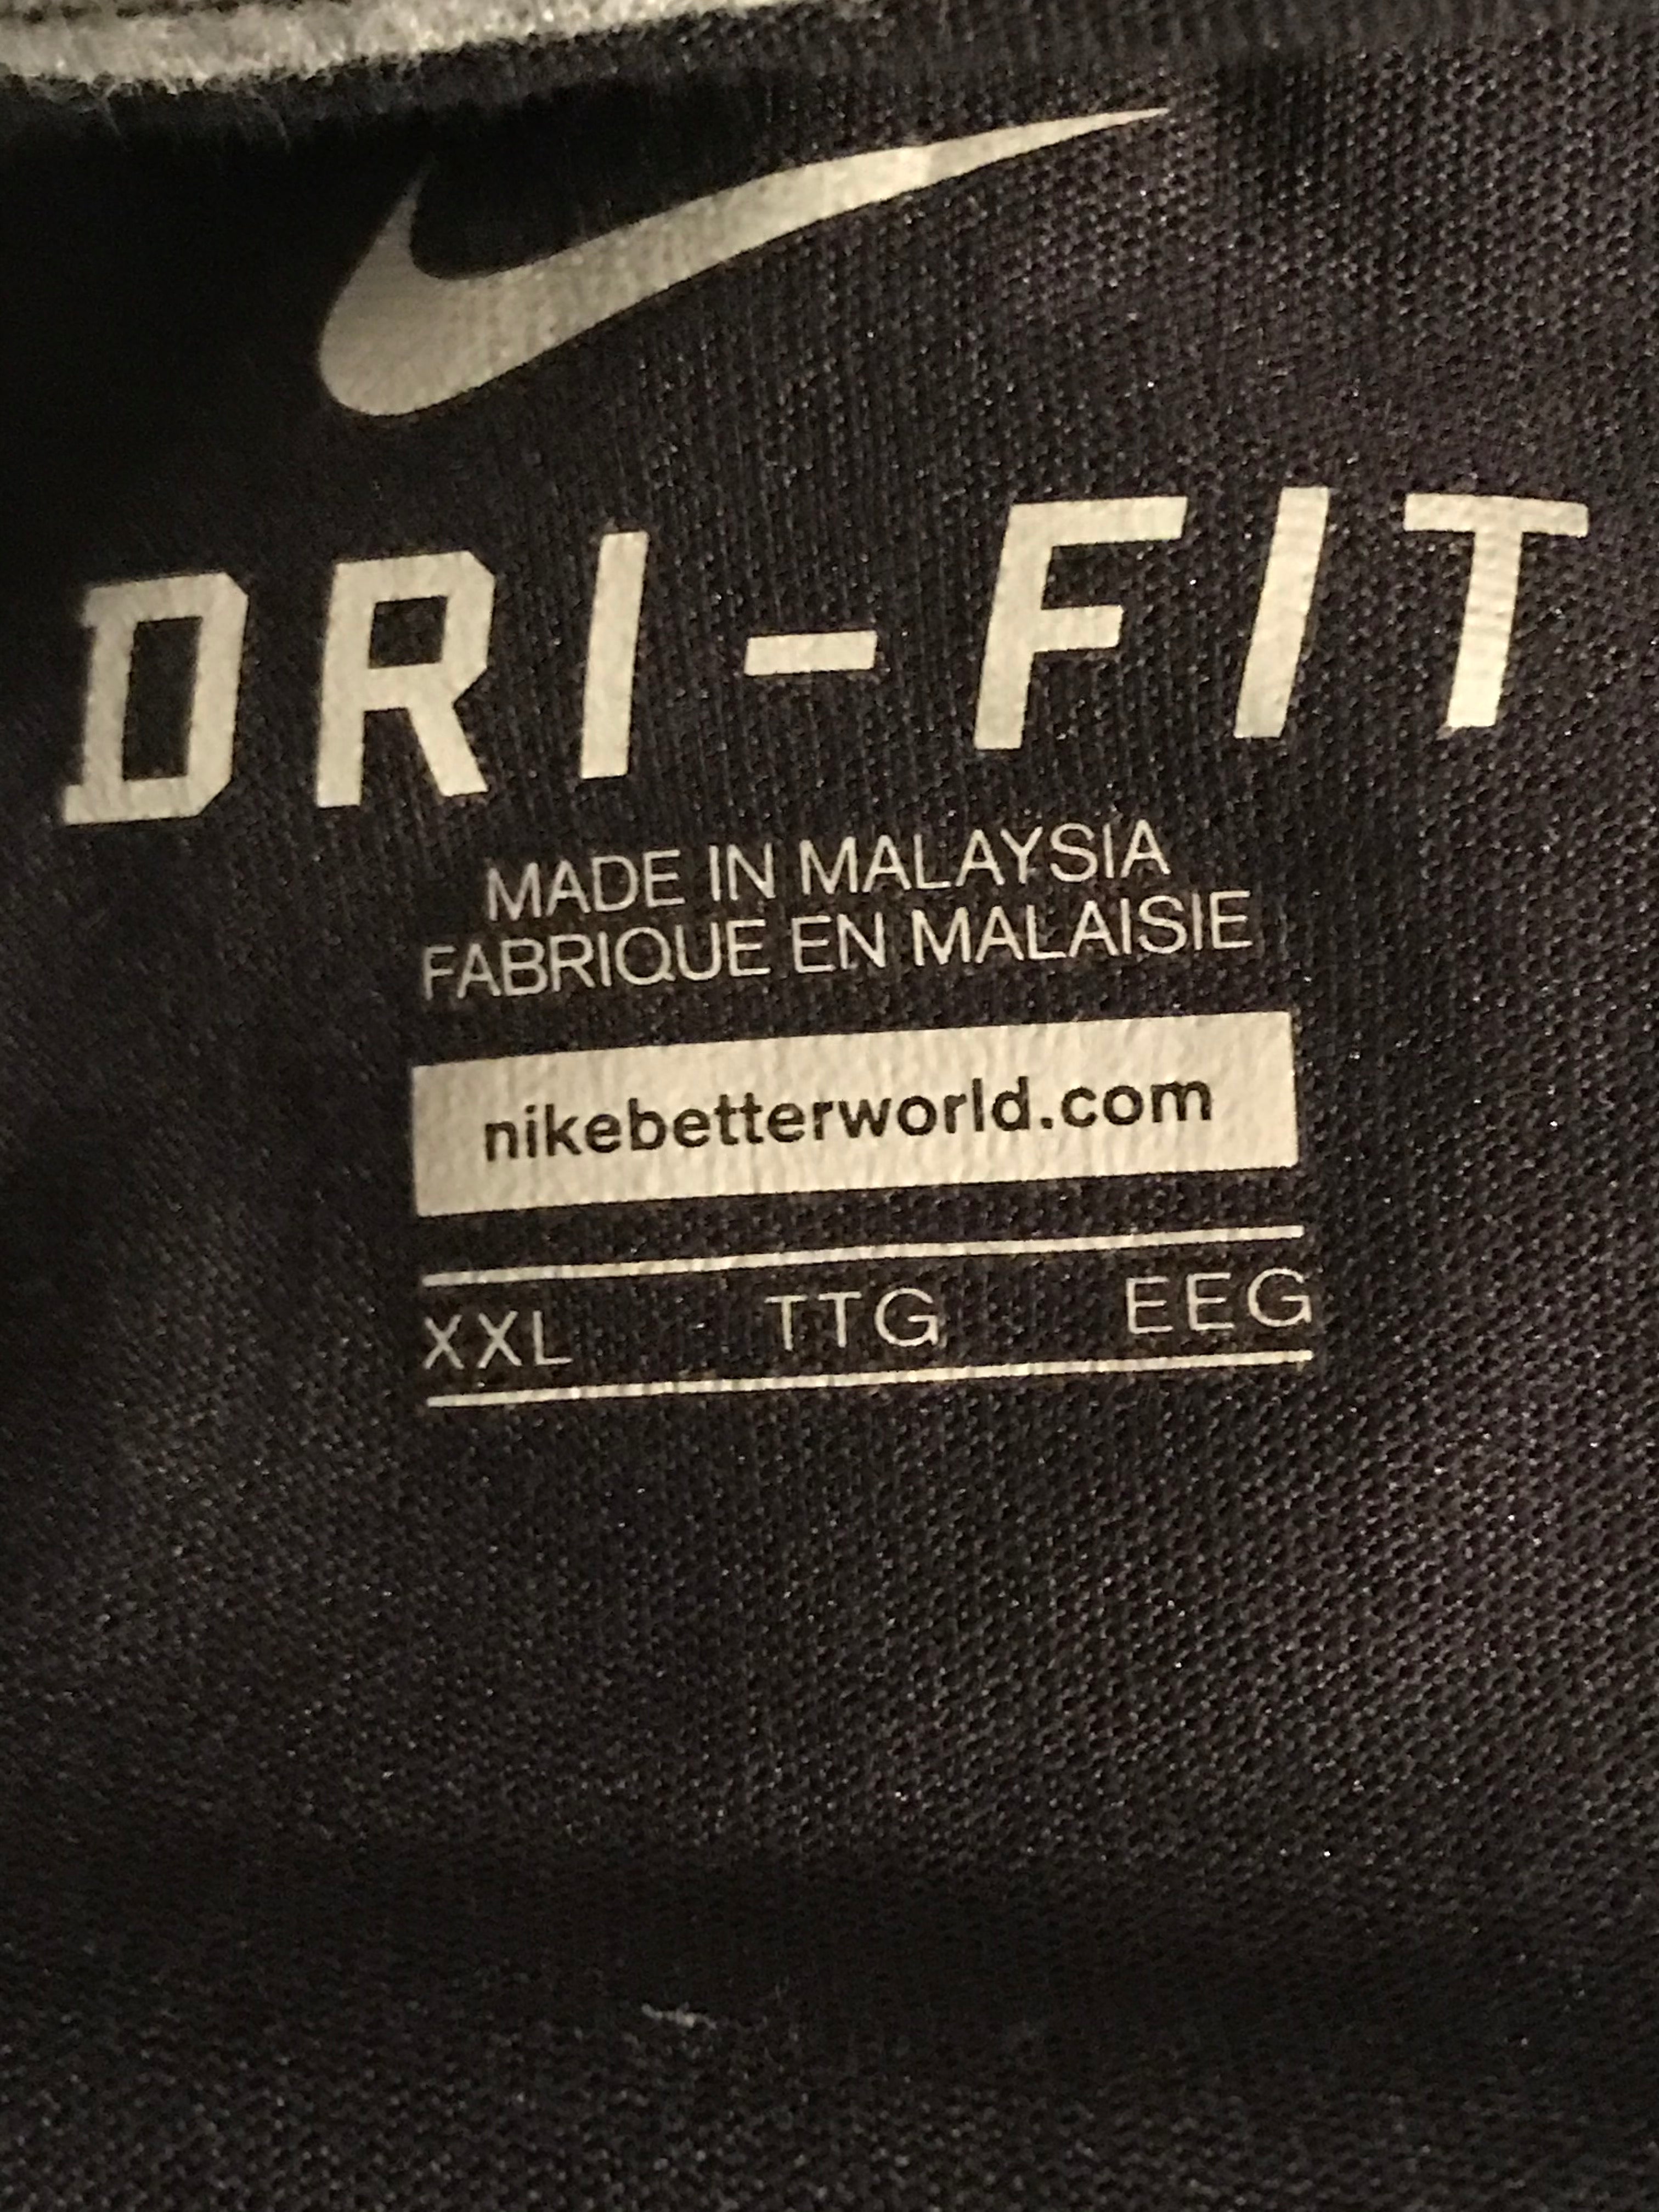 DRI-FIT
MADE IN MALAYSIA
FABRIQUE EN MALAISIE
nikebetterworld.com
XXL TTG EEG